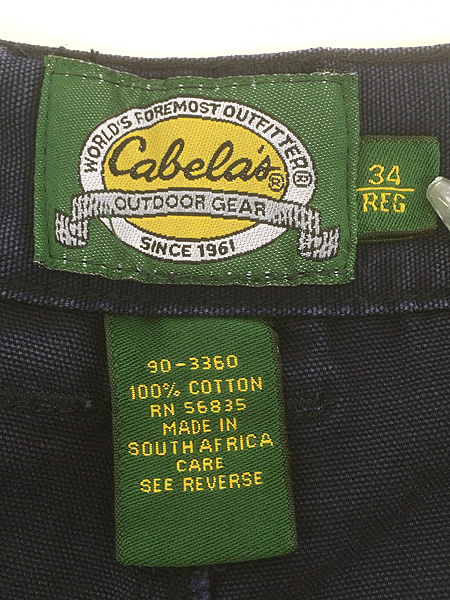 WORLD'S FOREMOST OUTFITTER®
Cabela's®
OUTDOOR GEAR
SINCE 1961
34
REG
90-3360
100% COTTON
RN 56835
MADE IN
SOUTH AFRICA
CARE
SEE REVERSE